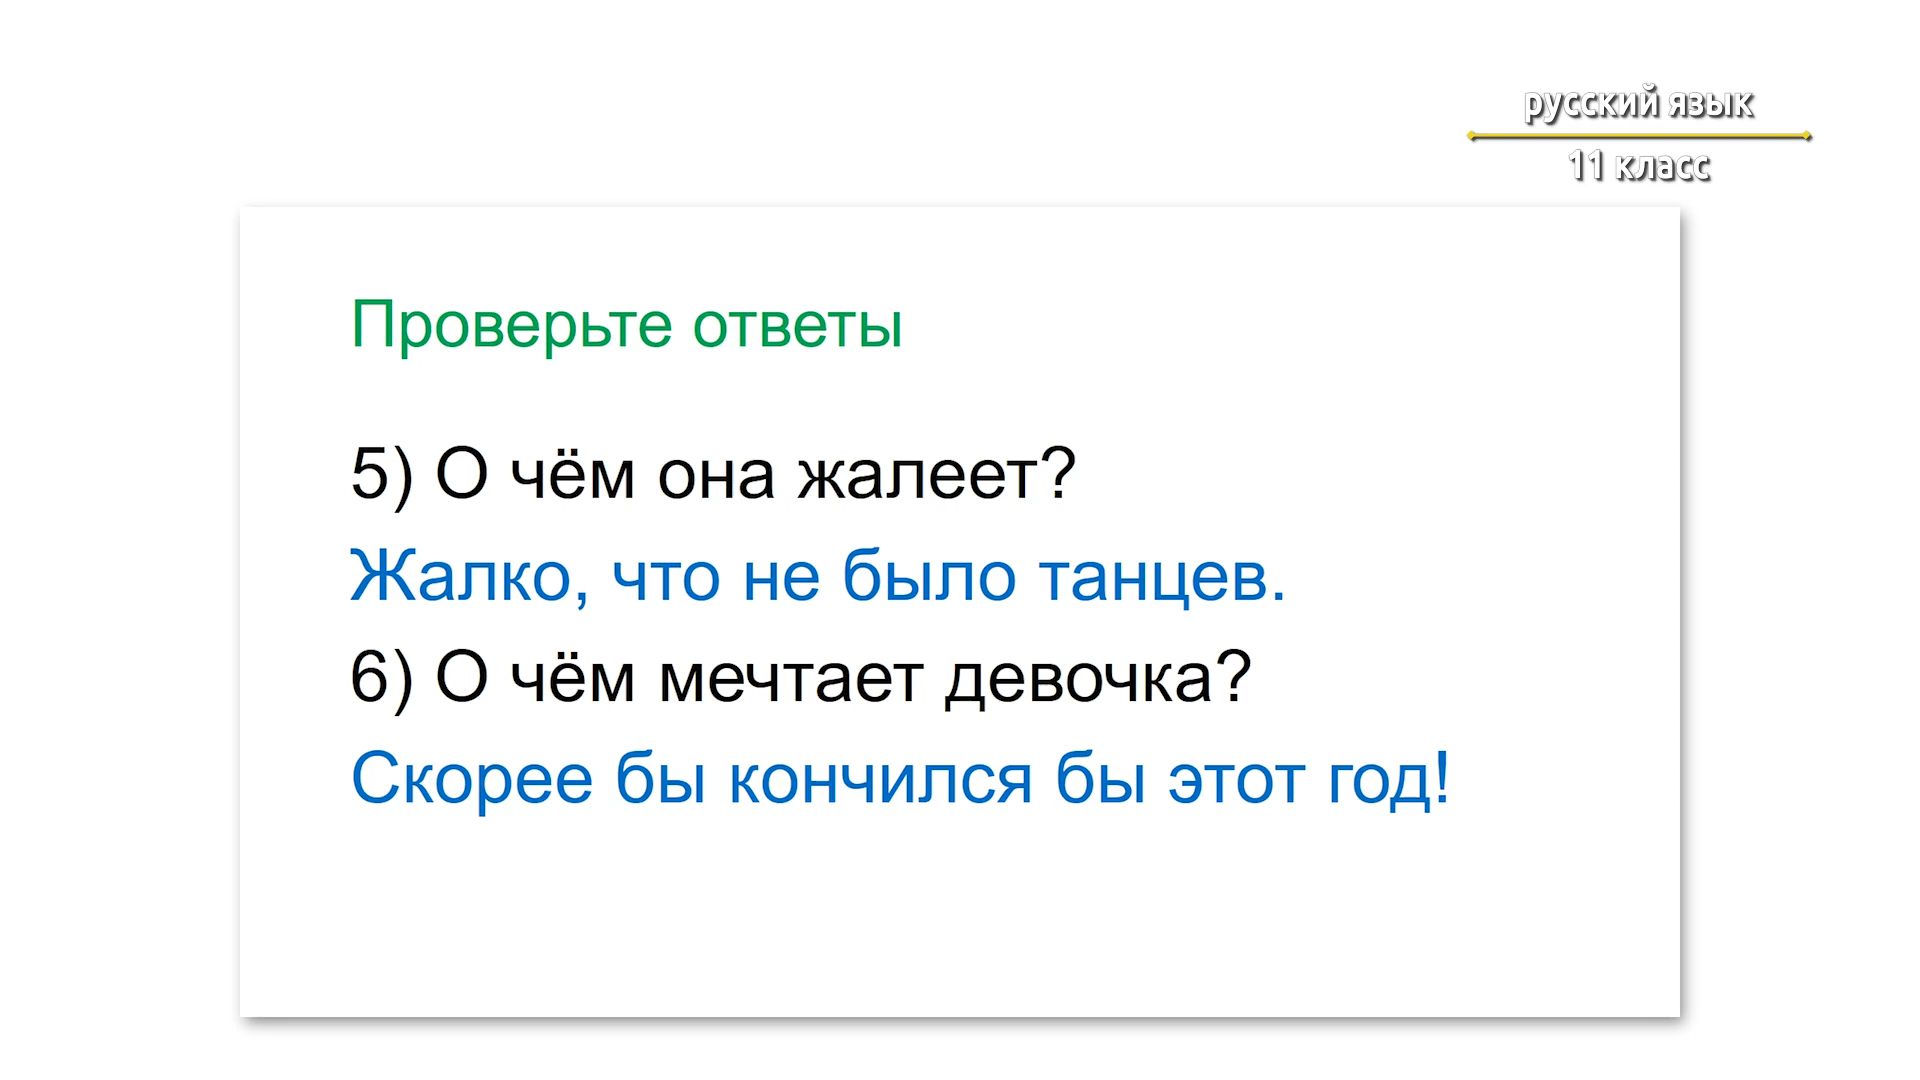 русский язык
11 класс
Проверьте ответы
5) О чём она жалеет?
Жалко, что не было танцев.
6) О чём мечтает девочка?
Скорее бы кончился бы этот год!